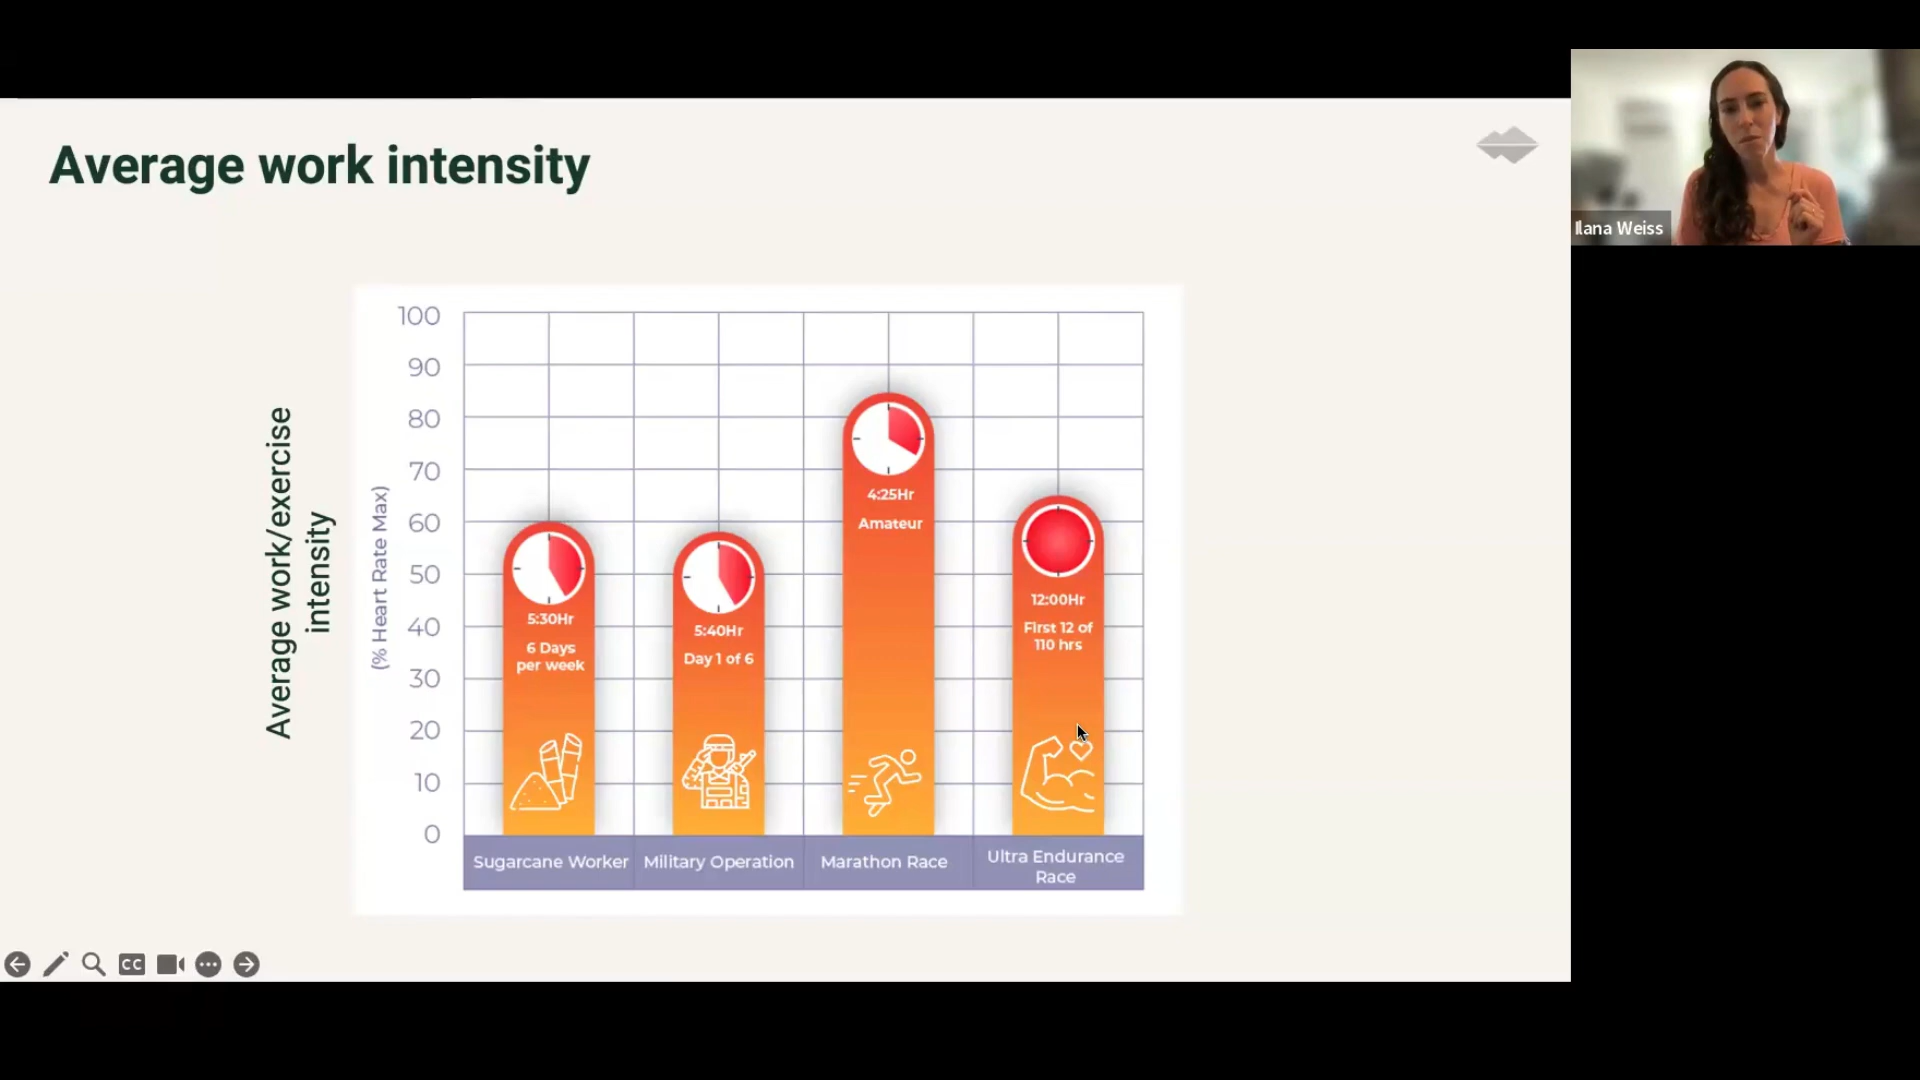 Average work intensity
Ilana Weiss
Average work/exercise
intensity
(% Heart Rate Max)
100
90
80
70
60
50
40
30
20
10
0
5:30Hr
6 Days
per week
5:40Hr
Day 1 of 6
4:25Hr
Amateur
12:00Hr
First 12 of
110 hrs
Sugarcane Worker
Military Operation
Marathon Race
Ultra Endurance
Race
CC